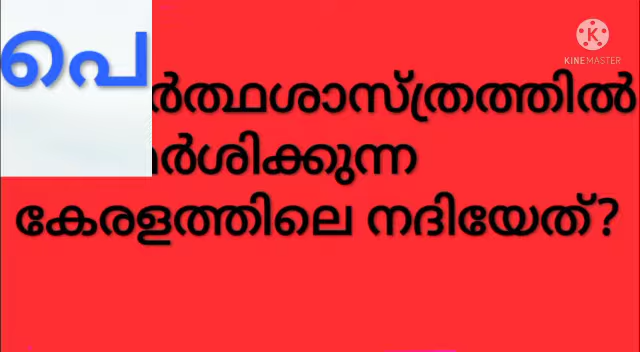 പെ
KINEMASTER
ർത്ഥശാസ്ത്രത്തിൽ
ർശിക്കുന്ന
കേരളത്തിലെ നദിയേത്?